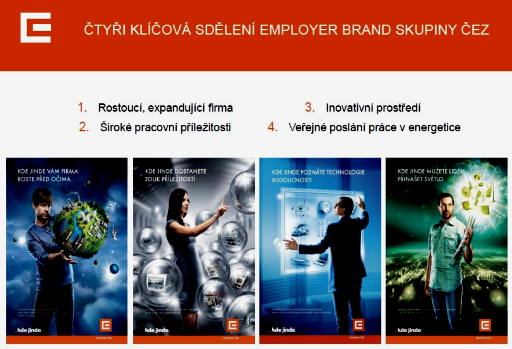 ČTYŘI KLÍČOVÁ SDĚLENÍ EMPLOYER BRAND SKUPINY ČEZ
1. Rostoucí, expandující firma
2. Široké pracovní příležitosti
3. Inovativní prostředí
4. Veřejné poslání práce v energetice
KDE JINDE VÁM FIRMA
ROSTE PŘED OČIMA
kde jinde
KDE JINDE DOSTANETE
TOLIK PŘÍLEŽITOSTÍ
kde jinde
KDE JINDE POZNÁTE TECHNOLOGIE
BUDOUCNOSTI
kde jinde
KDE JINDE MŮŽETE LIDEM
PŘINÁŠET SVĚTLO
kde jinde